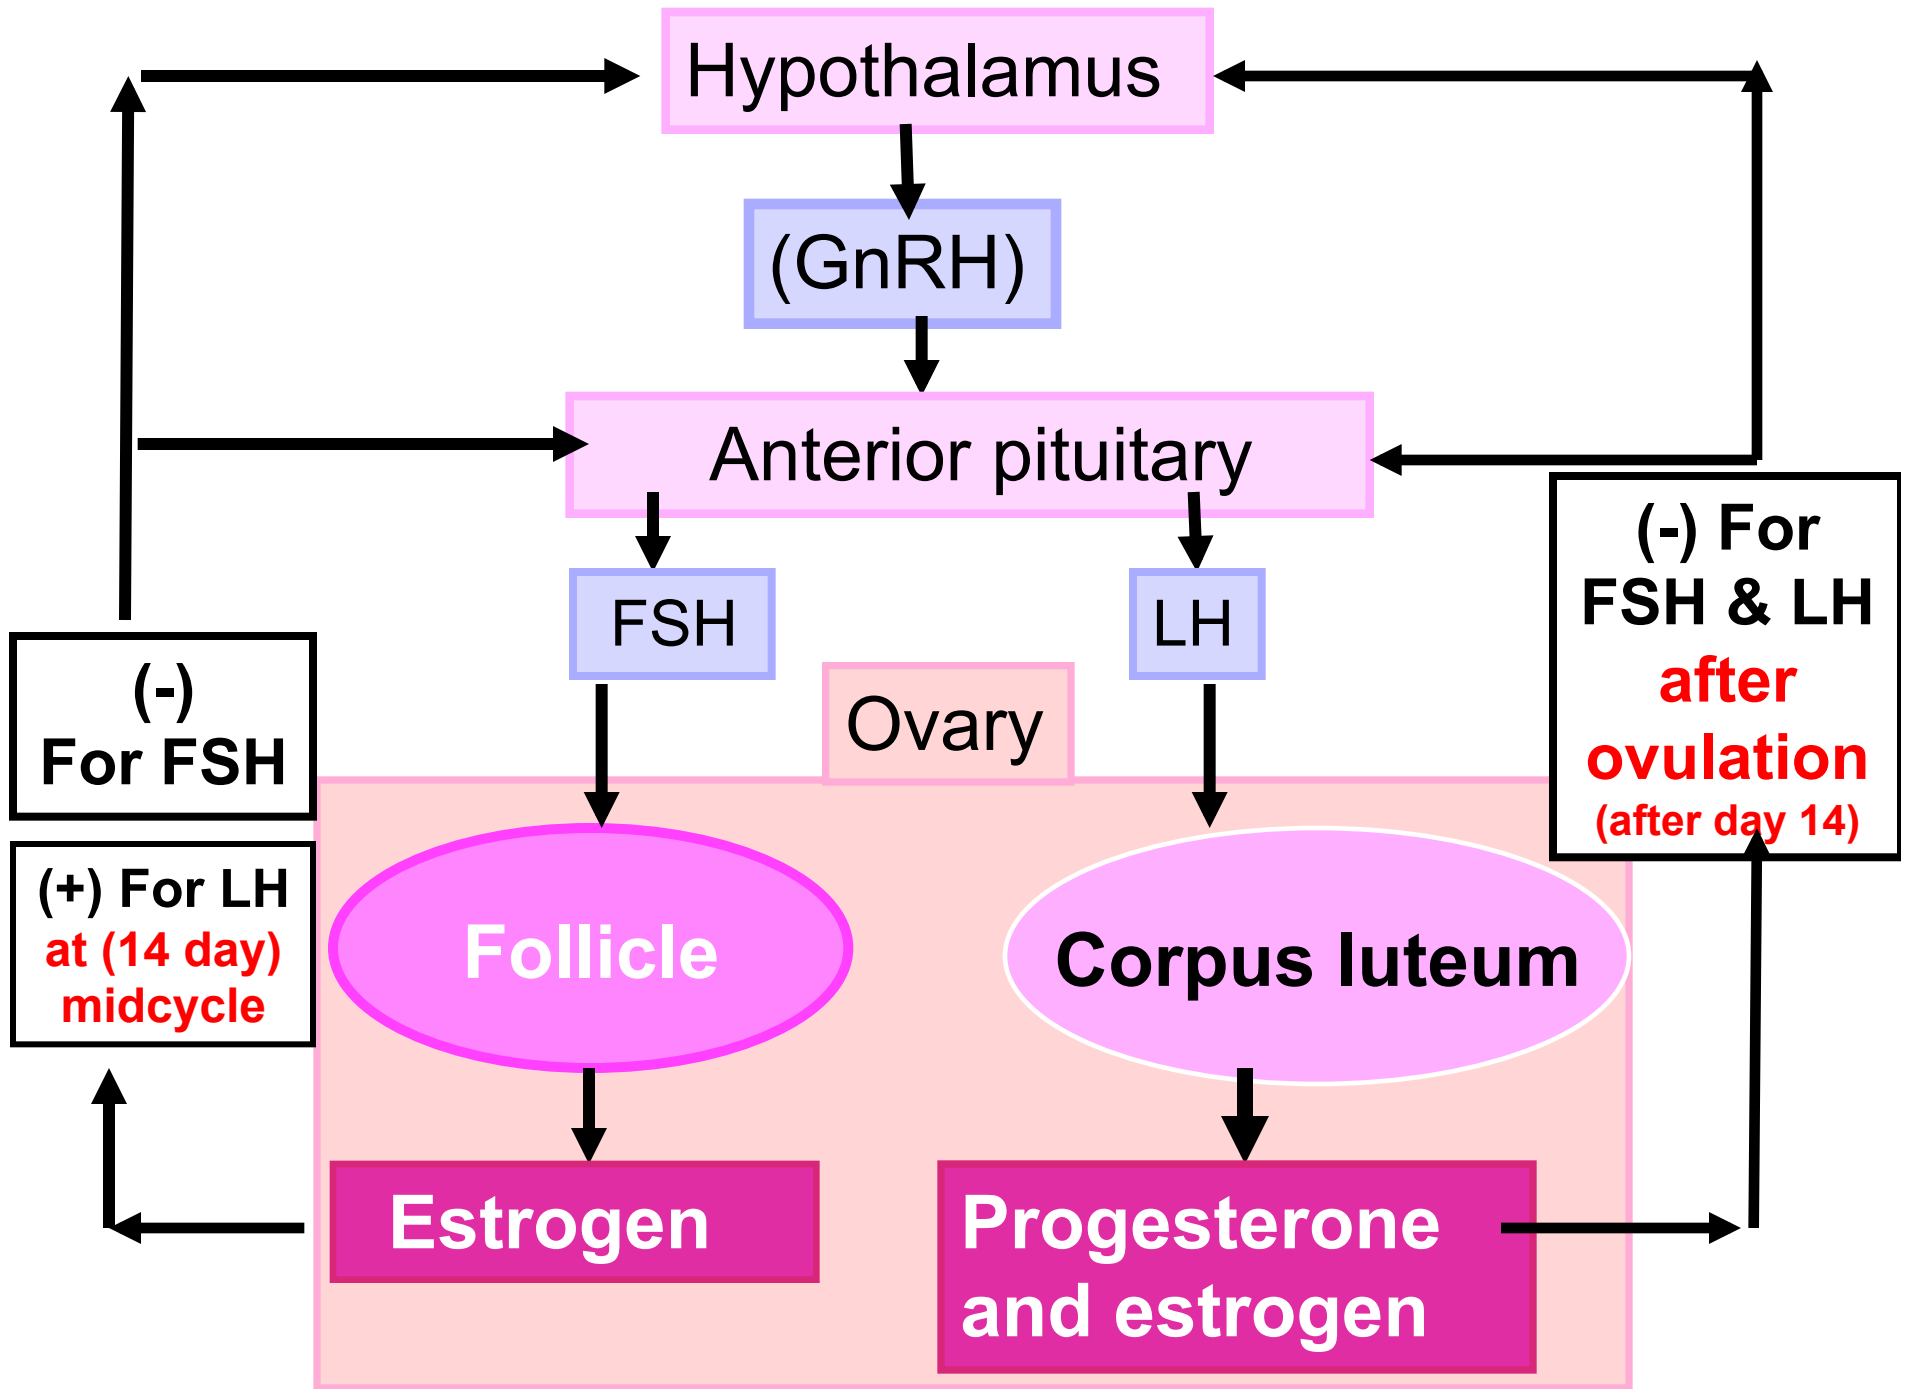 Hypothalamus
(GnRH)
Anterior pituitary
FSH
LH
Ovary
(-)
For FSH
(+) For LH
at (14 day)
midcycle
(-) For
FSH & LH
after
ovulation
(after day 14)
Follicle
Corpus luteum
Estrogen
Progesterone
and estrogen